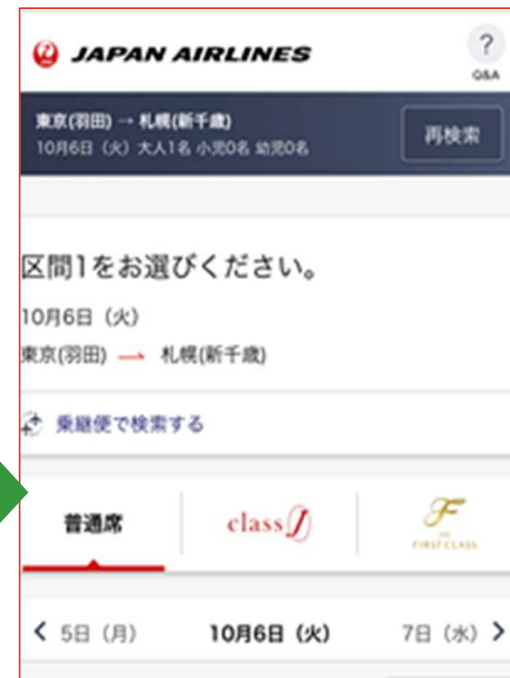 JAPAN AIRLINES
?
Q&A
東京(羽田) → 札幌(新千歳)
10月6日（火）大人1名 小児0名 幼児0名
再検索
区間1をお選びください。
10月6日（火）
東京(羽田) → 札幌(新千歳)
乗継便で検索する
普通席
class J
F
FIRST CLASS
< 5日（月）
10月6日（火）
7日（水） >